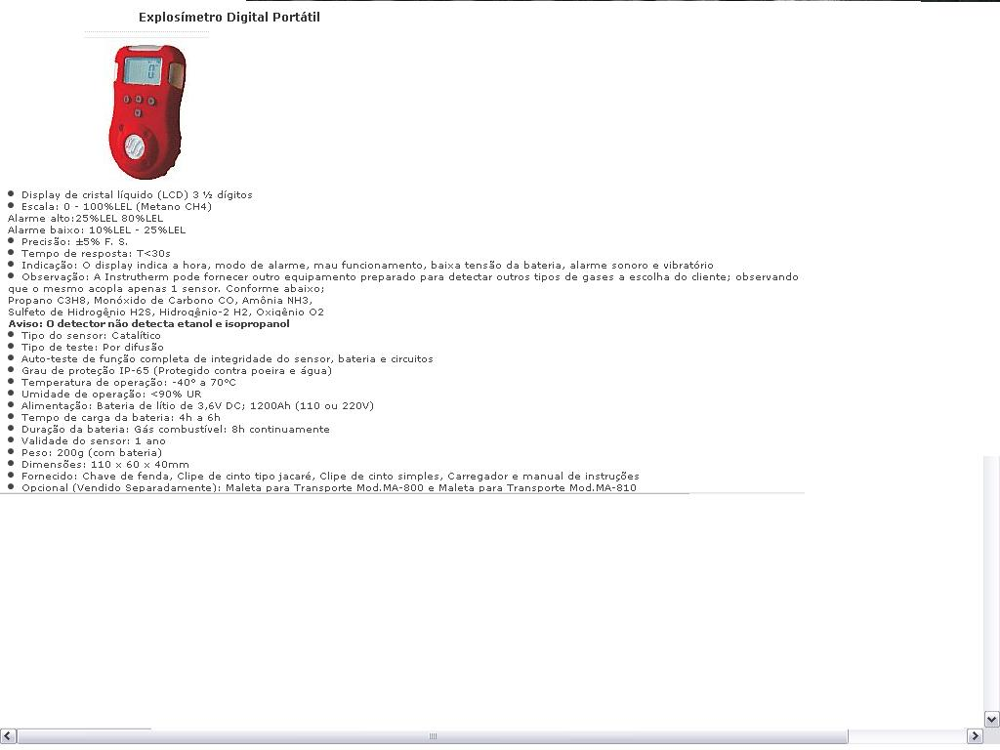 Explosímetro Digital Portátil
0
• Display de cristal líquido (LCD) 3 ½ dígitos
• Escala: 0 - 100%LEL (Metano CH4)
Alarme alto:25%LEL 80%LEL
Alarme baixo: 10%LEL - 25%LEL
• Precisão: ±5% F. S.
• Tempo de resposta: T<30s
• Indicação: O display indica a hora, modo de alarme, mau funcionamento, baixa tensão da bateria, alarme sonoro e vibratório
• Observação: A Instrutherm pode fornecer outro equipamento preparado para detectar outros tipos de gases a escolha do cliente; observando
que o mesmo acopla apenas 1 sensor. Conforme abaixo;
Propano C3H8, Monóxido de Carbono CO, Amônia NH3,
Sulfeto de Hidrogênio H2S, Hidrogênio-2 H2, Oxigênio O2
Aviso: O detector não detecta etanol e isopropanol
• Tipo do sensor: Catalítico
• Tipo de teste: Por difusão
• Auto-teste de função completa de integridade do sensor, bateria e circuitos
• Grau de proteção IP-65 (Protegido contra poeira e água)
• Temperatura de operação: -40º a 70ºC
• Umidade de operação: <90% UR
• Alimentação: Bateria de lítio de 3,6V DC; 1200Ah (110 ou 220V)
• Tempo de carga da bateria: 4h a 6h
• Duração da bateria: Gás combustível: 8h continuamente
• Validade do sensor: 1 ano
• Peso: 200g (com bateria)
• Dimensões: 110 x 60 x 40mm
• Fornecido: Chave de fenda, Clipe de cinto tipo jacaré, Clipe de cinto simples, Carregador e manual de instruções
• Opcional (Vendido Separadamente): Maleta para Transporte Mod.MA-800 e Maleta para Transporte Mod.MA-810